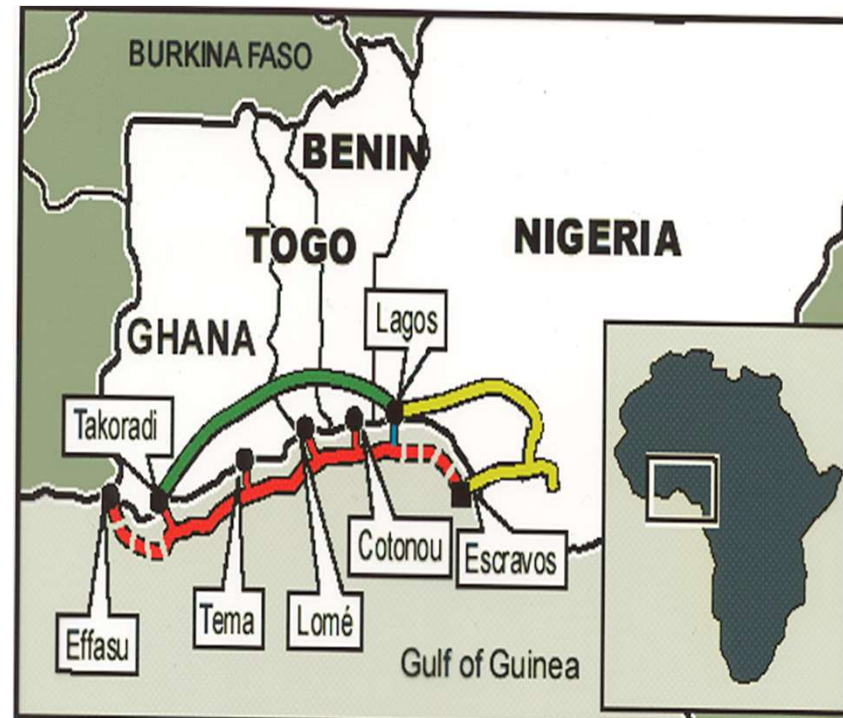 BURKINA FASO
BENIN
TOGO
NIGERIA
GHANA
Lagos
Takoradi
Cotonou
Escravos
Tema
Lomé
Effasu
Gulf of Guinea